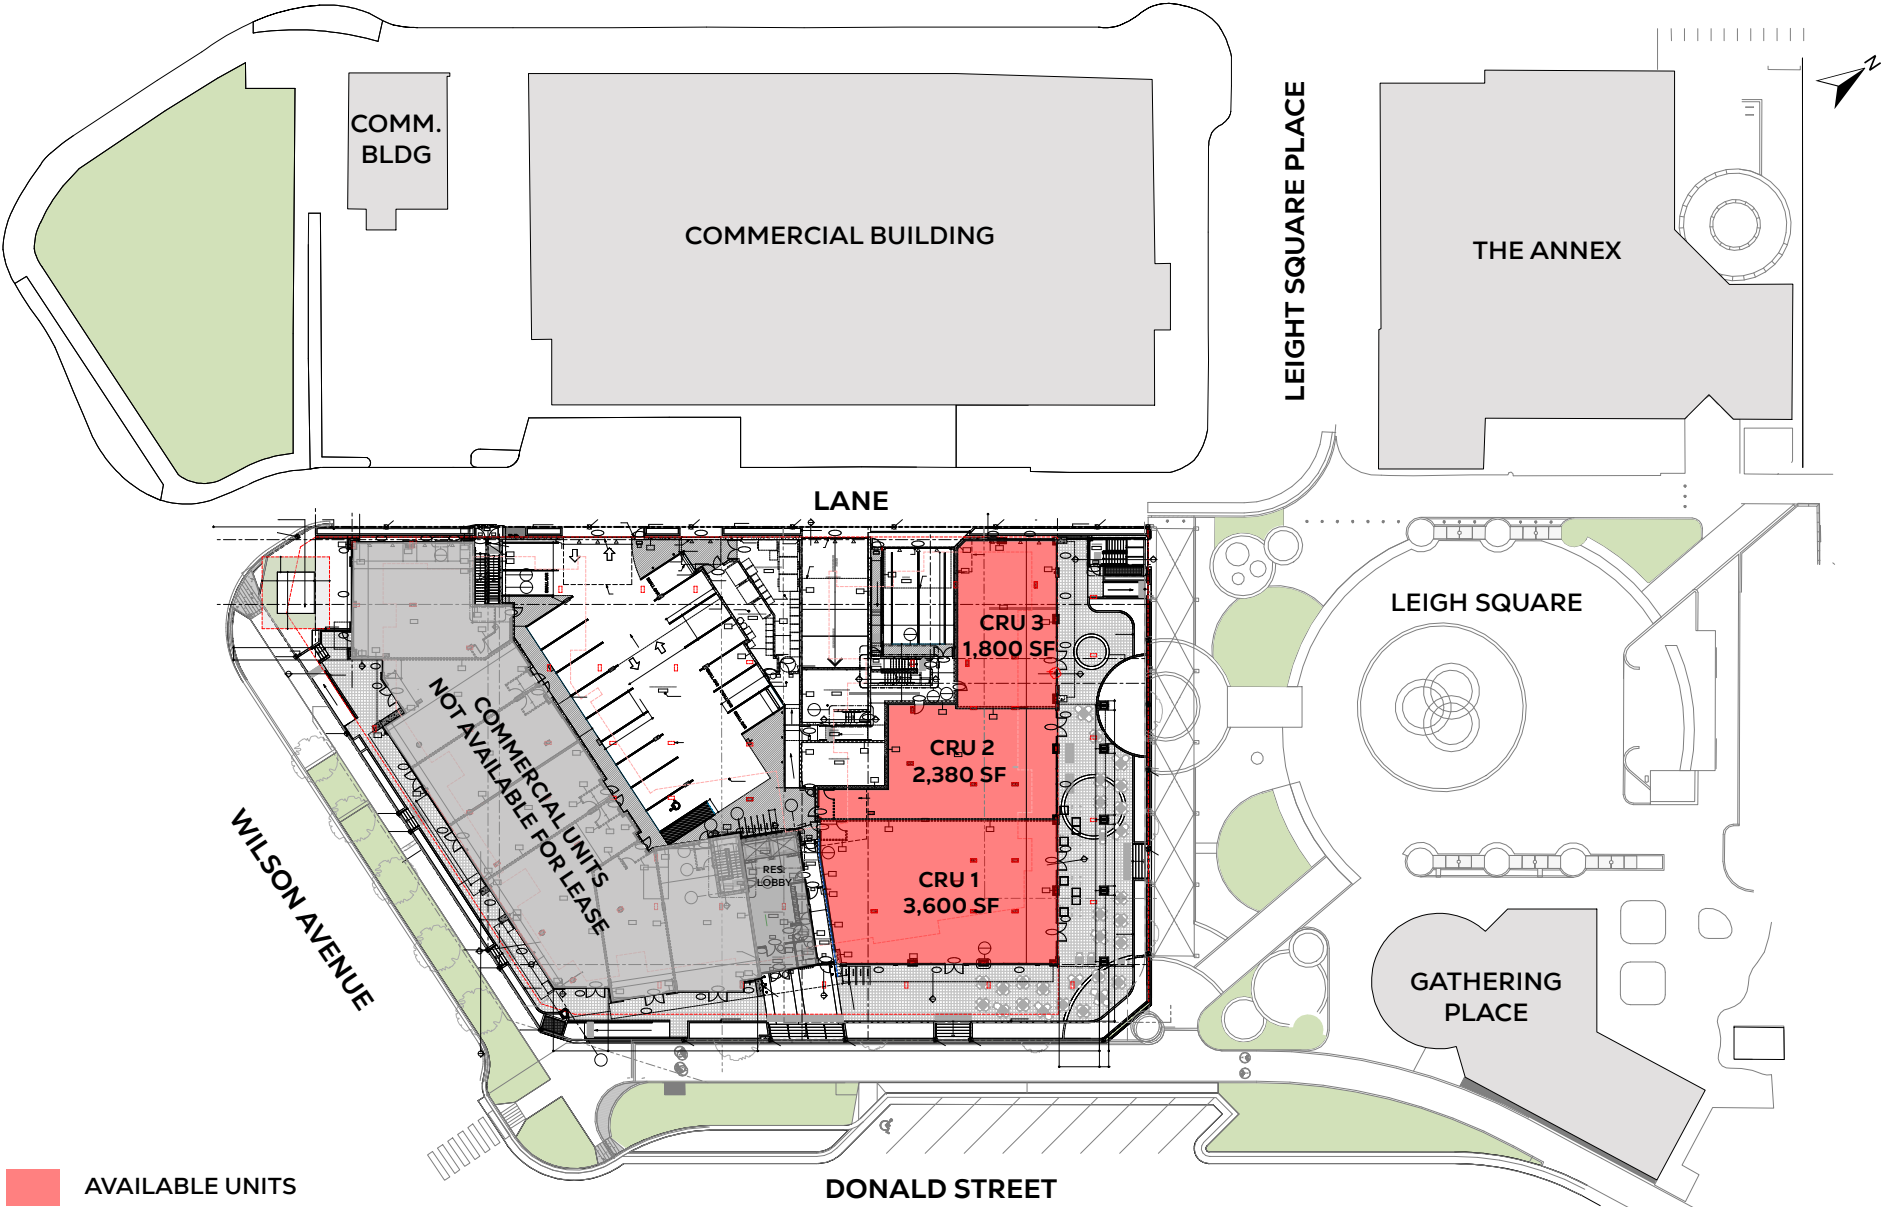 N
COMM.
BLDG
COMMERCIAL BUILDING
LEIGHT SQUARE PLACE
THE ANNEX
LANE
LEIGH SQUARE
CRU 3
1,800 SF
CRU 2
2,380 SF
COMMERCIAL UNITS
NOT AVAILABLE FOR LEASE
RES.
LOBBY
CRU 1
3,600 SF
WILSON AVENUE
GATHERING
PLACE
AVAILABLE UNITS
DONALD STREET